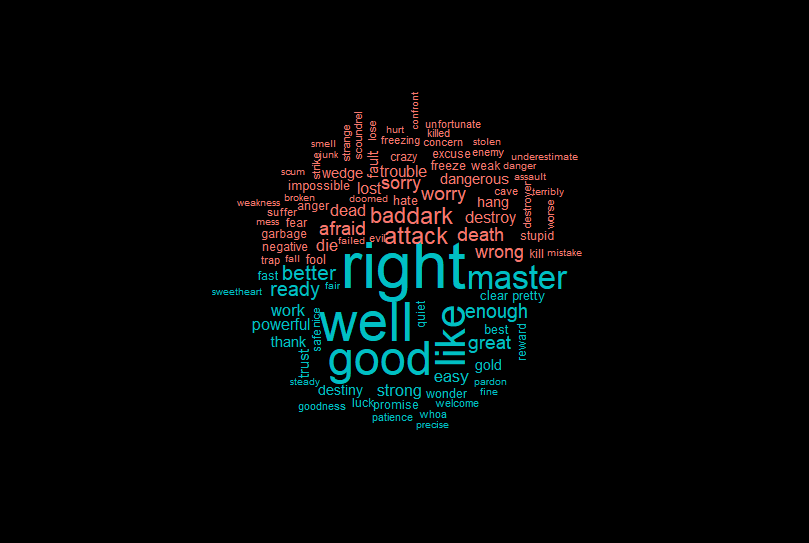 confront
hurt
unfortunate
killed
smell
strange
scoundrel
lose
freezing
concern
stolen
junk
strike
fault
crazy
excuse
enemy
underestimate
scum
wedge
trouble
freeze
weak
danger
impossible
lost
sorry
dangerous
assault
weakness
broken
doomed
hate
worry
cave
terribly
suffer
anger
dead
bad
dark
hang
destroyer
worse
mess
fear
afraid
attack
destroy
garbage
failed
evil
death
stupid
negative
die
wrong
kill
mistake
trap
fall
fool
right
fast
better
master
sweetheart
ready
fair
clear
pretty
work
safe
nice
well
quiet
like
enough
powerful
best
thank
good
great
reward
trust
gold
steady
easy
pardon
destiny
strong
wonder
fine
goodness
luck
promise
welcome
patience
whoa
precise